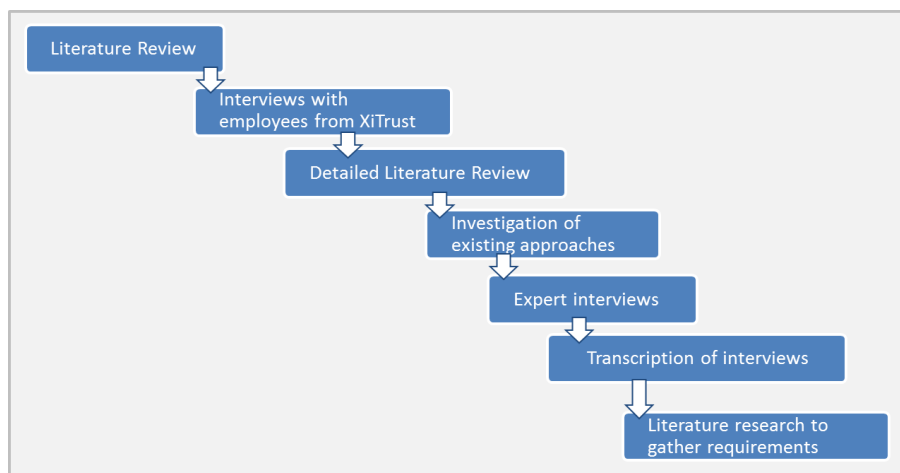 Literature Review
Interviews with
employees from XiTrust
Detailed Literature Review
Investigation of
existing approaches
Expert interviews
Transcription of interviews
Literature research to
gather requirements